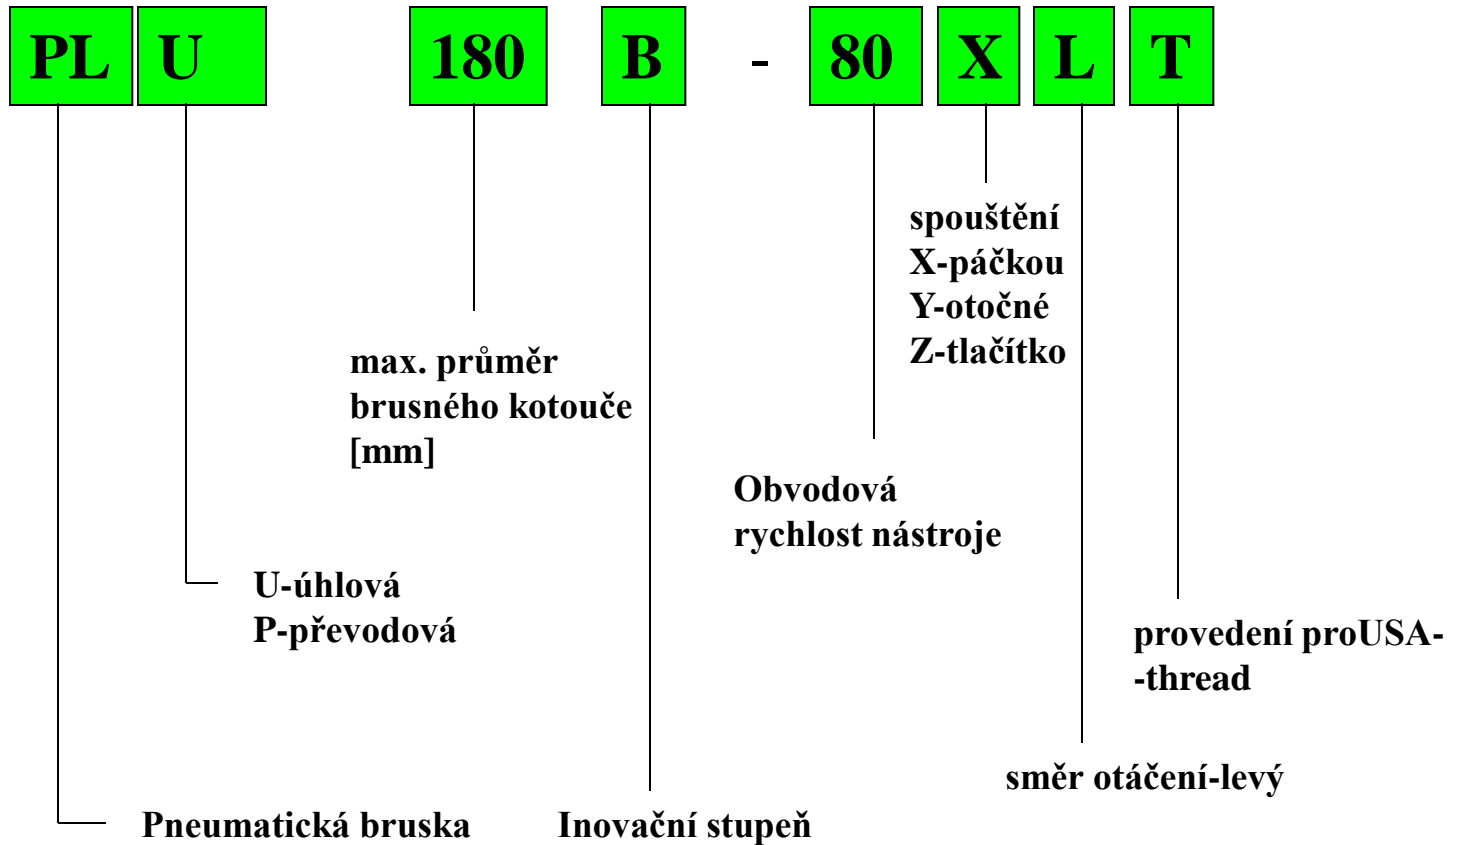 PL U 180 B - 80 X L T
spouštění
X-páčkou
Y-otočné
Z-tlačítko
max. průměr
brusného kotouče
[mm]
Obvodová
rychlost nástroje
U-úhlová
P-převodová
provedení proUSA-
-thread
směr otáčení-levý
Pneumatická bruska
Inovační stupeň